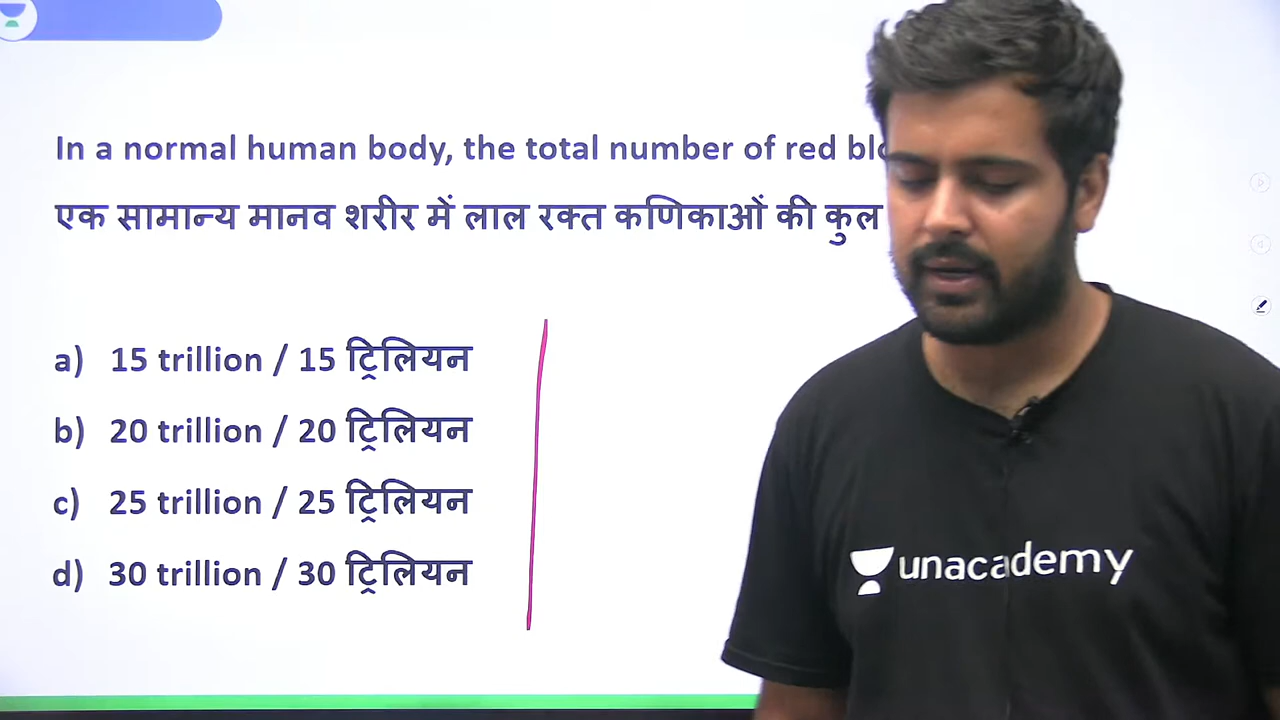 In a normal human body, the total number of red
एक सामान्य मानव शरीर में लाल रक्त कणिकाओं की कुल
a) 15 trillion / 15 ट्रिलियन
b) 20 trillion / 20 ट्रिलियन
c) 25 trillion / 25 ट्रिलियन
d) 30 trillion / 30 ट्रिलियन
unacademy